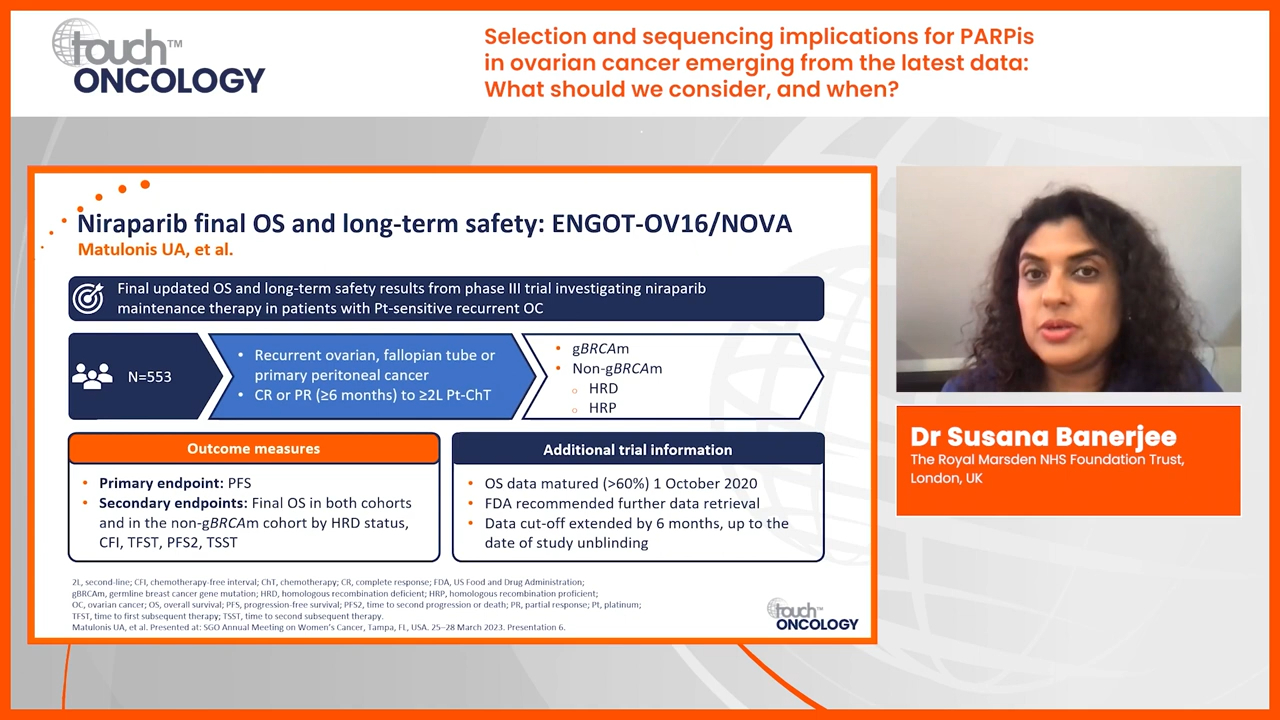 touch™
ONCOLOGY
Selection and sequencing implications for PARPis
in ovarian cancer emerging from the latest data:
What should we consider, and when?
Niraparib final OS and long-term safety: ENGOT-OV16/NOVA
Matulonis UA, et al.
Final updated OS and long-term safety results from phase III trial investigating niraparib
maintenance therapy in patients with Pt-sensitive recurrent OC
N=553
• Recurrent ovarian, fallopian tube or
primary peritoneal cancer
• CR or PR (≥6 months) to ≥2L Pt-ChT
• gBRCAm
• Non-gBRCAm
o HRD
o HRP
Outcome measures
• Primary endpoint: PFS
• Secondary endpoints: Final OS in both cohorts
and in the non-gBRCAm cohort by HRD status,
CFI, TFST, PFS2, TSST
Additional trial information
• OS data matured (>60%) 1 October 2020
• FDA recommended further data retrieval
• Data cut-off extended by 6 months, up to the
date of study unblinding
2L, second-line; CFI, chemotherapy-free interval; ChT, chemotherapy; CR, complete response; FDA, US Food and Drug Administration;
gBRCAm, germline breast cancer gene mutation; HRD, homologous recombination deficient; HRP, homologous recombination proficient;
OC, ovarian cancer; OS, overall survival; PFS, progression-free survival; PFS2, time to second progression or death; PR, partial response; Pt, platinum;
TFST, time to first subsequent therapy; TSST, time to second subsequent therapy.
Matulonis UA, et al. Presented at: SGO Annual Meeting on Women's Cancer, Tampa, FL, USA. 25–28 March 2023. Presentation 6.
touch
ONCOLOGY
Dr Susana Banerjee
The Royal Marsden NHS Foundation Trust,
London, UK